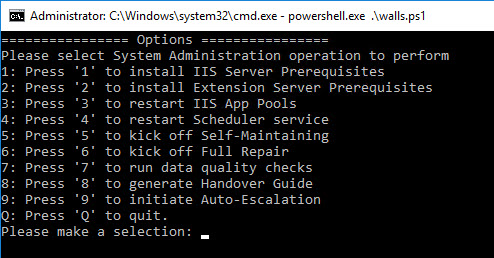 Administrator: C:\Windows\system32\cmd.exe - powershell.exe .\walls.ps1
================ Options ================
Please select System Administration operation to perform
1: Press '1' to install IIS Server Prerequisites
2: Press '2' to install Extension Server Prerequisites
3: Press '3' to restart IIS App Pools
4: Press '4' to restart Scheduler service
5: Press '5' to kick off Self-Maintaining
6: Press '6' to kick off Full Repair
7: Press '7' to run data quality checks
8: Press '8' to generate Handover Guide
9: Press '9' to initiate Auto-Escalation
Q: Press 'Q' to quit.
Please make a selection: _